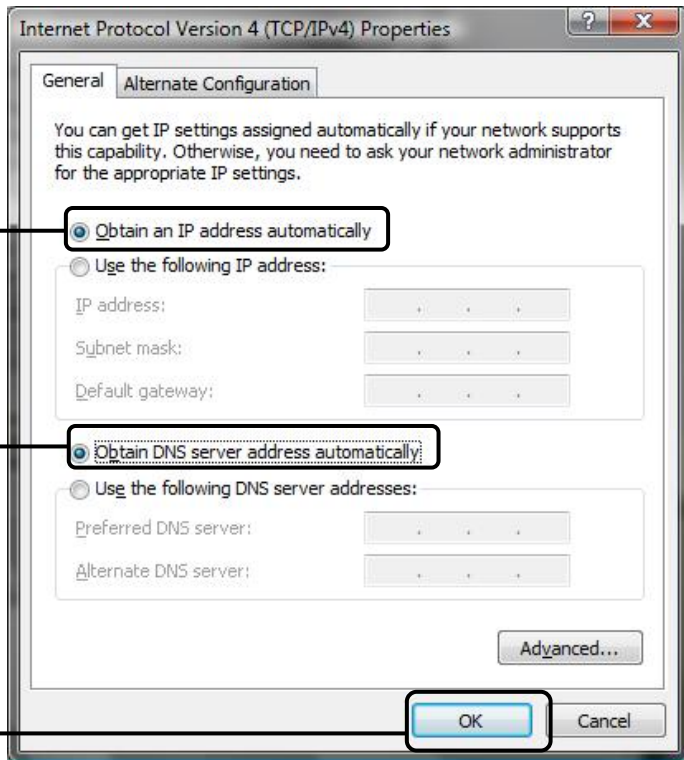 Internet Protocol Version 4 (TCP/IPv4) Properties
General
Alternate Configuration
You can get IP settings assigned automatically if your network supports
this capability. Otherwise, you need to ask your network administrator
for the appropriate IP settings.
Obtain an IP address automatically
Use the following IP address:
IP address:
Subnet mask:
Default gateway:
Obtain DNS server address automatically
Use the following DNS server addresses:
Preferred DNS server:
Alternate DNS server:
Advanced...
OK
Cancel